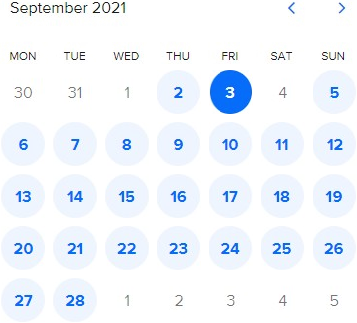 September 2021
MON TUE WED THU FRI SAT SUN
30 31 1 2 3 4 5
6 7 8 9 10 11 12
13 14 15 16 17 18 19
20 21 22 23 24 25 26
27 28 1 2 3 4 5